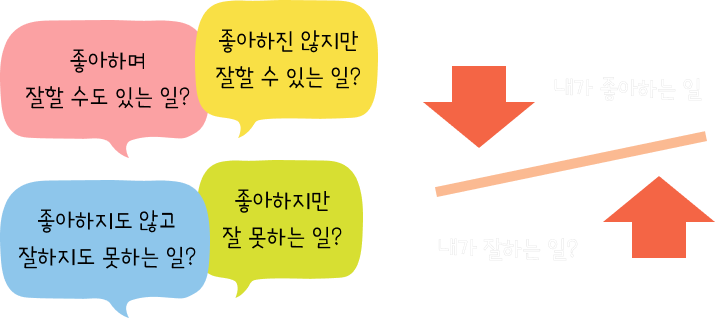 좋아하며
잘할 수도 있는 일?
좋아하진 않지만
잘할 수 있는 일?
좋아하지도 않고
잘하지도 못하는 일?
좋아하지만
잘 못하는 일?
내가 좋아하는 일
내가 잘하는 일?